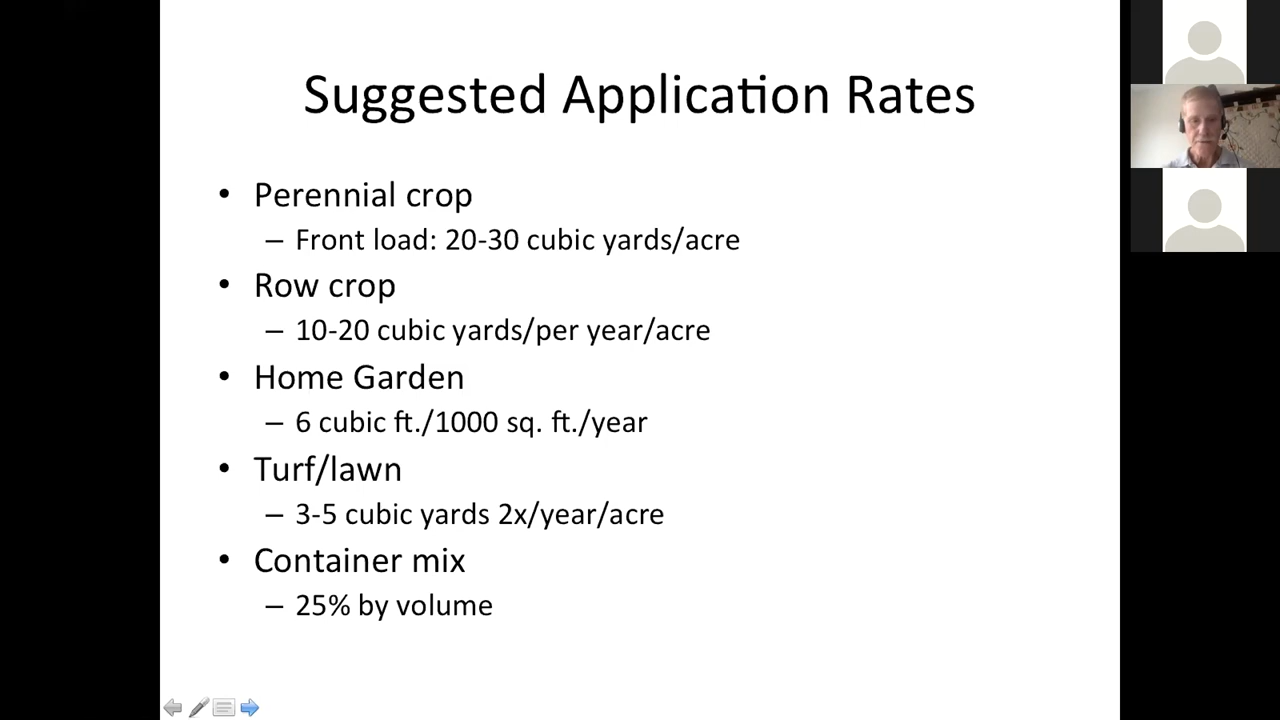 Suggested Application Rates
• Perennial crop
– Front load: 20-30 cubic yards/acre
• Row crop
– 10-20 cubic yards/per year/acre
• Home Garden
– 6 cubic ft./1000 sq. ft./year
• Turf/lawn
– 3-5 cubic yards 2x/year/acre
• Container mix
– 25% by volume